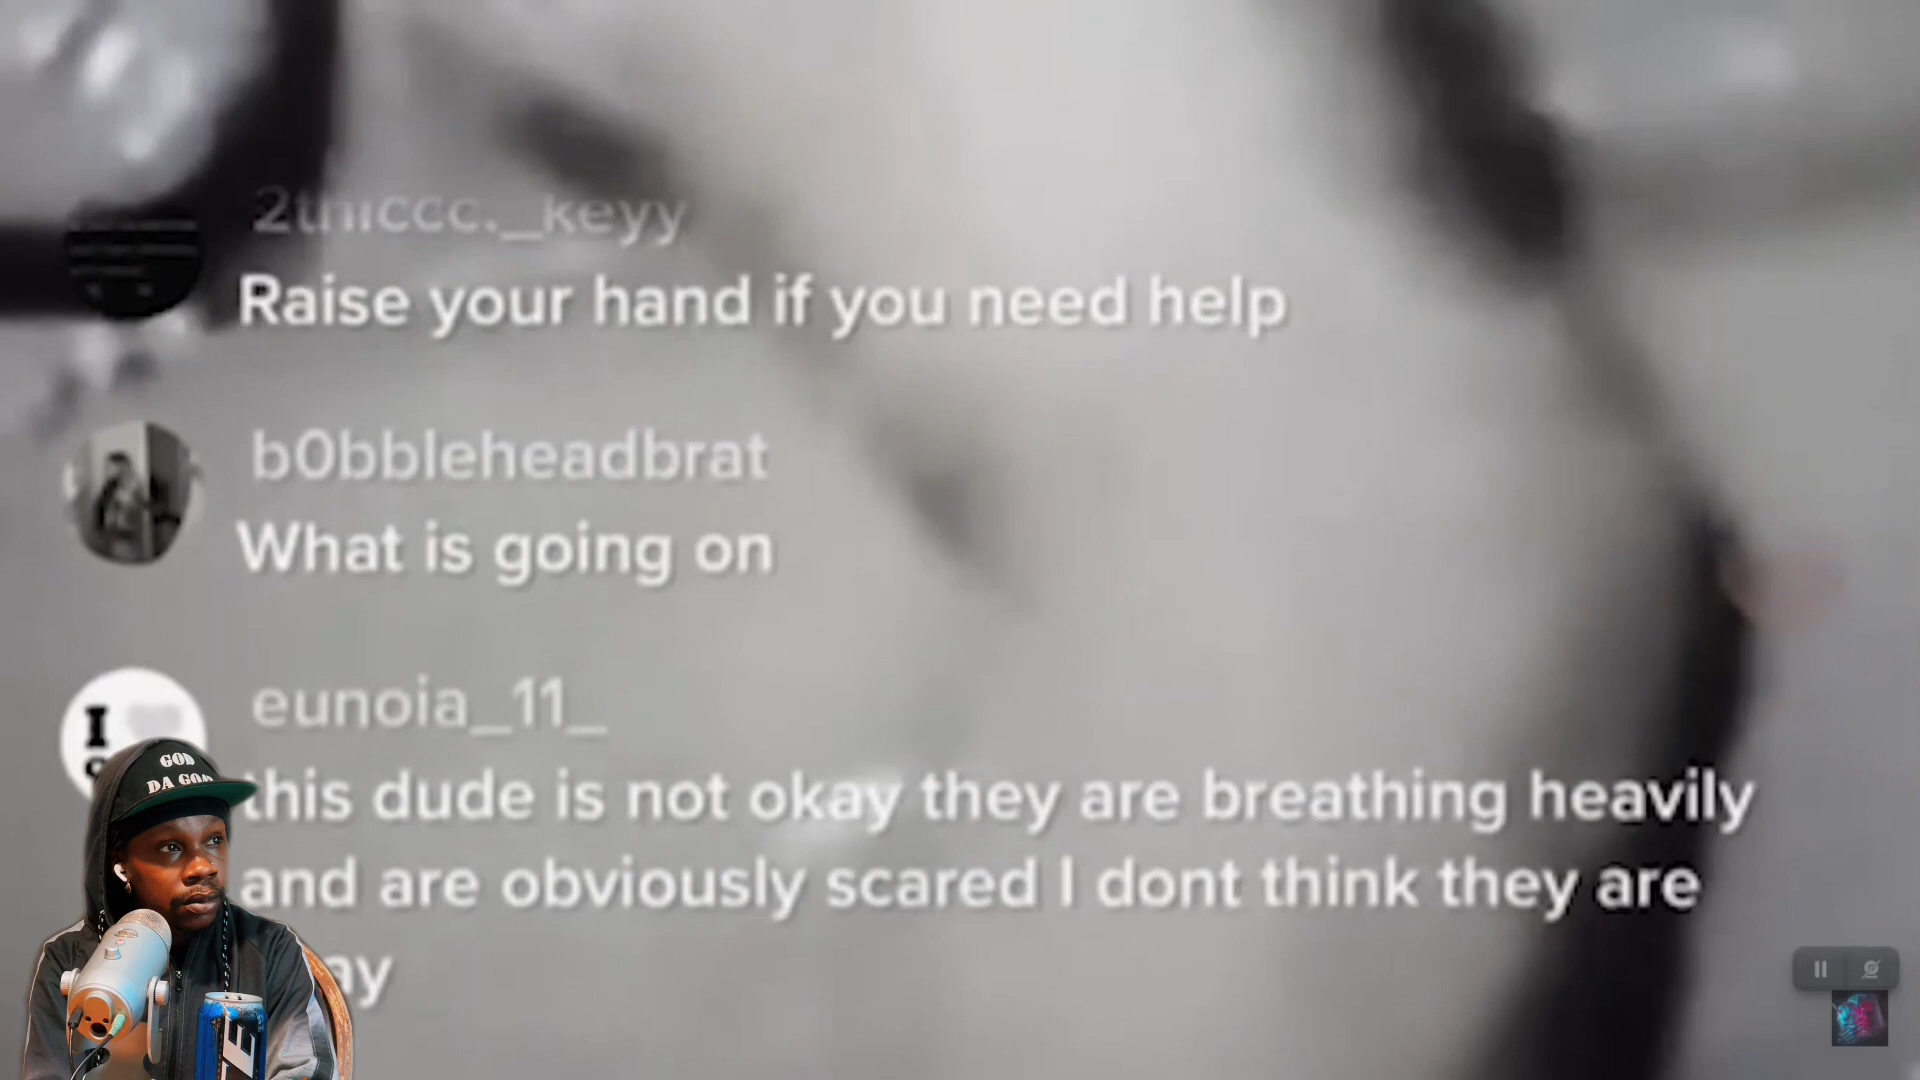 2thiccc._keyy
Raise your hand if you need help
b0bbleheadbrat
What is going on
eunoia_11_
this dude is not okay they are breathing heavily
and are obviously scared I dont think they are
I
GOD
DA GOD